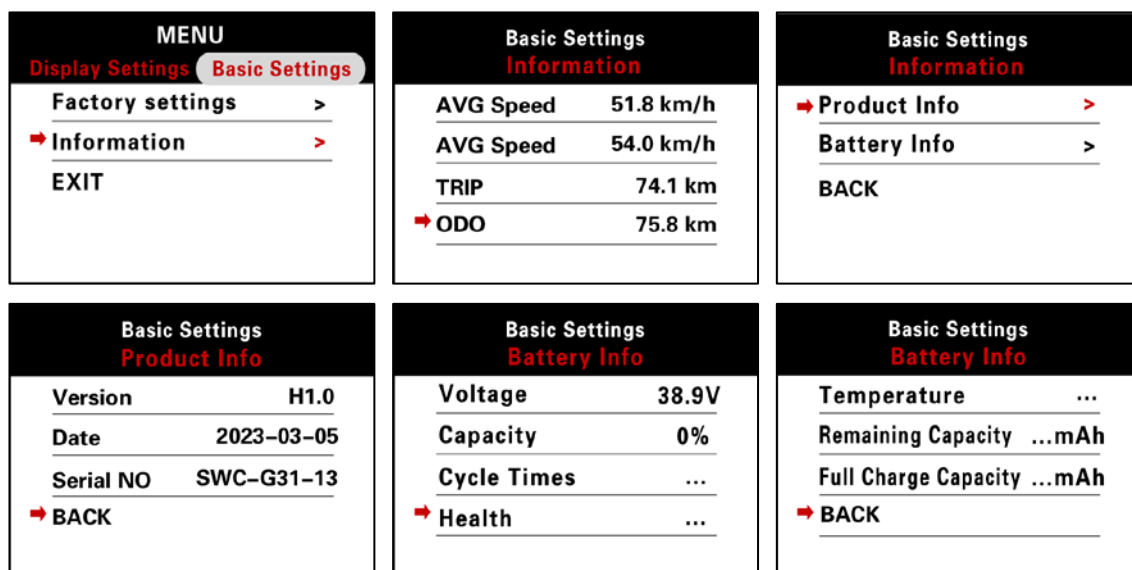 MENU
Display Settings Basic Settings
Factory settings >
Information >
EXIT
Basic Settings
Information
AVG Speed 51.8 km/h
AVG Speed 54.0 km/h
TRIP 74.1 km
ODO 75.8 km
Basic Settings
Information
Product Info >
Battery Info >
BACK
Basic Settings
Product Info
Version H1.0
Date 2023–03–05
Serial NO SWC–G31–13
BACK
Basic Settings
Battery Info
Voltage 38.9V
Capacity 0%
Cycle Times ...
Health ...
Basic Settings
Battery Info
Temperature ...
Remaining Capacity ...mAh
Full Charge Capacity ...mAh
BACK